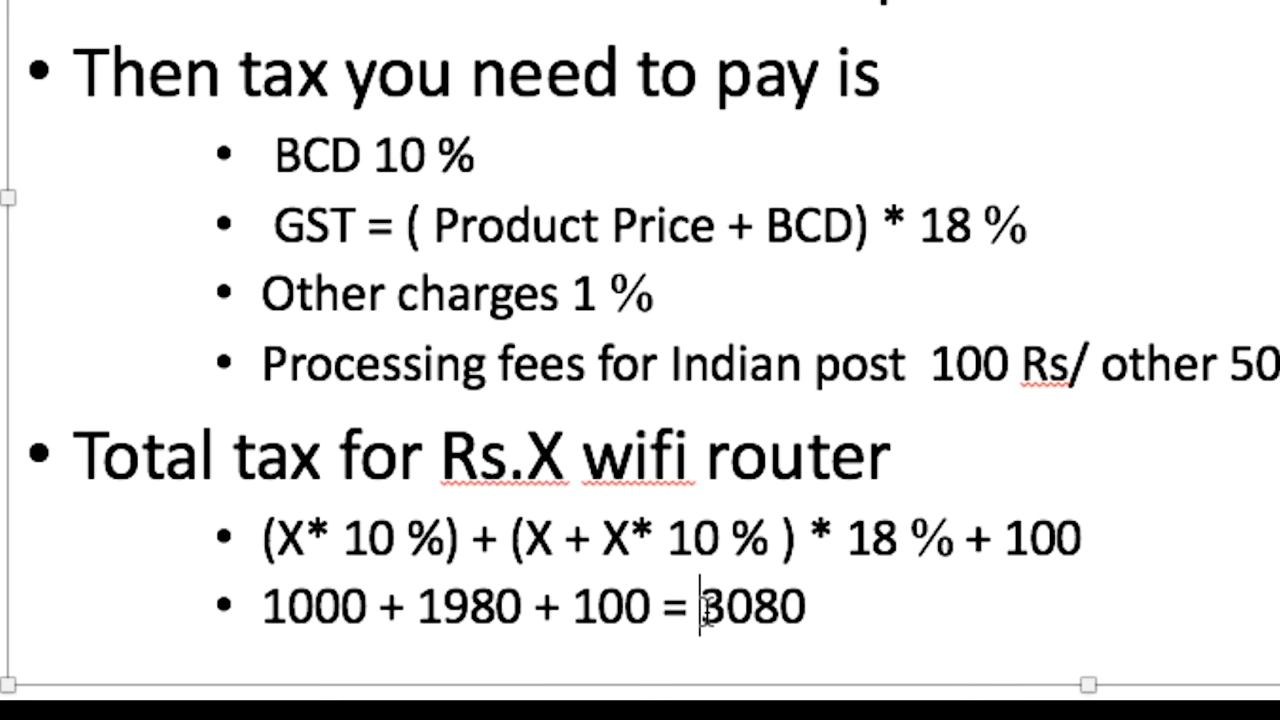 • Then tax you need to pay is
• BCD 10 %
• GST = ( Product Price + BCD) * 18 %
• Other charges 1 %
• Processing fees for Indian post 100 Rs/ other 50
• Total tax for Rs.X wifi router
• (X* 10 %) + (X + X* 10 % ) * 18 % + 100
• 1000 + 1980 + 100 = 3080